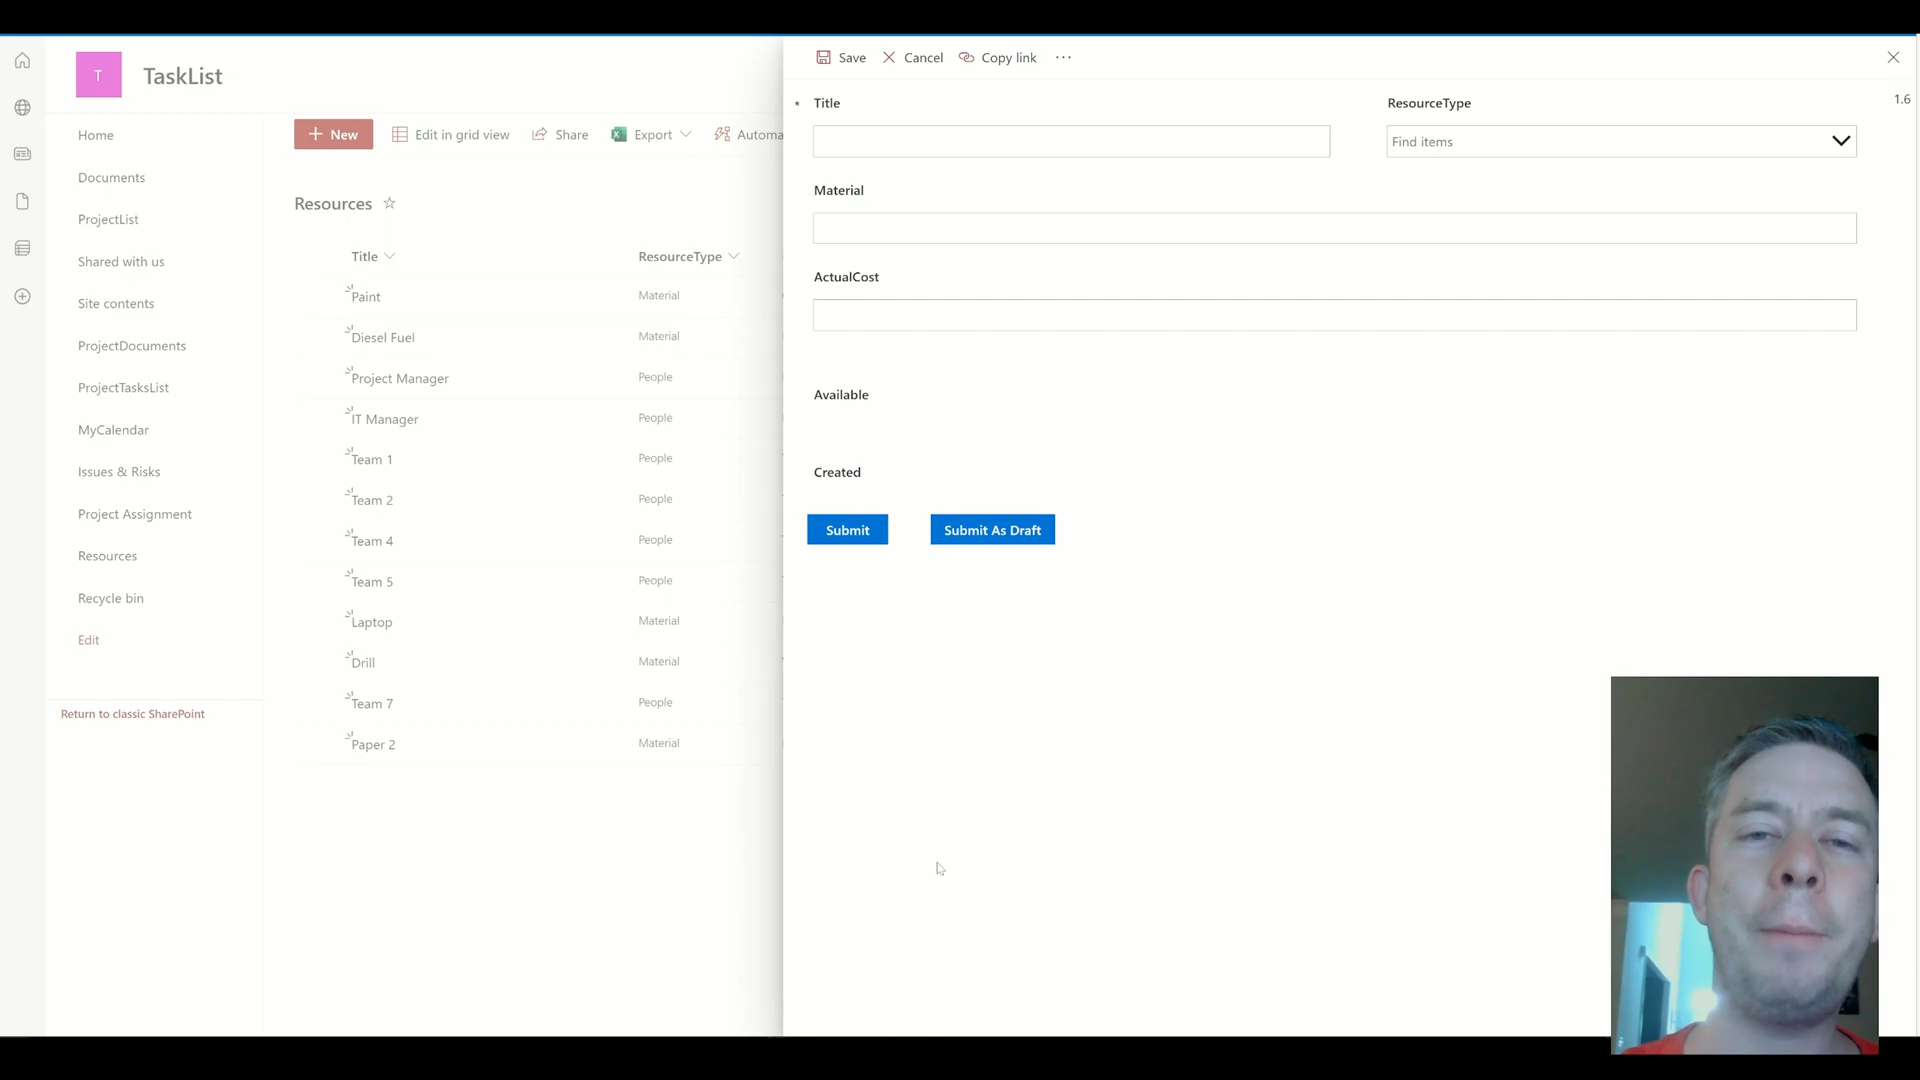 T
TaskList
Home
Documents
ProjectList
Shared with us
Site contents
ProjectDocuments
ProjectTasksList
MyCalendar
Issues & Risks
Project Assignment
Resources
Recycle bin
Edit
Return to classic SharePoint
New
Edit in grid view
Share
Export
Automa
Resources
Title
ResourceType
Paint
Material
Diesel Fuel
Material
Project Manager
People
IT Manager
People
Team 1
People
Team 2
People
Team 4
People
Team 5
People
Laptop
Material
Drill
Material
Team 7
People
Paper 2
Material
Save
Cancel
Copy link
...
1.6
* Title
ResourceType
Find items
Material
ActualCost
Available
Created
Submit
Submit As Draft